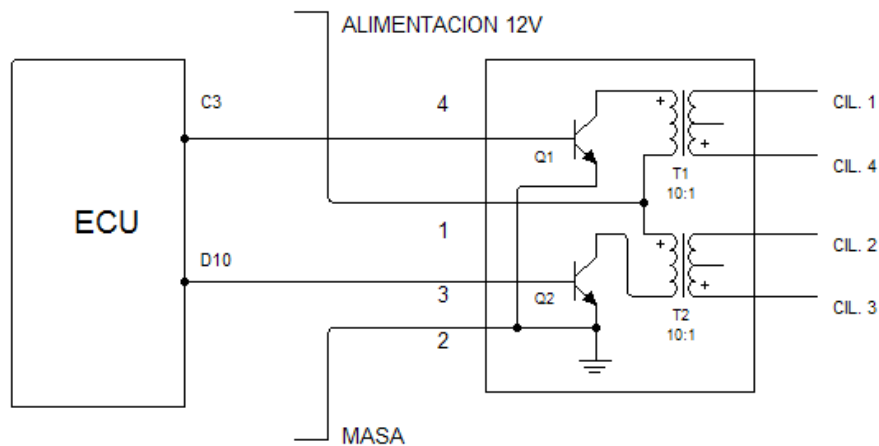 ALIMENTACION 12V
ECU
C3
4
Q1
+
+
T1
10:1
CIL. 1
CIL. 4
1
D10
3
Q2
2
+
+
T2
10:1
CIL. 2
CIL. 3
MASA